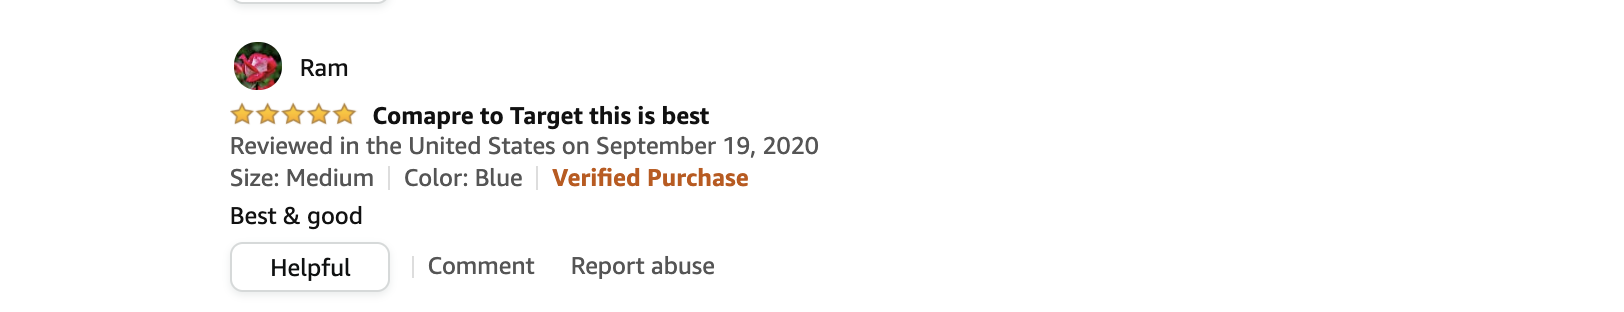 Ram
Comapre to Target this is best
Reviewed in the United States on September 19, 2020
Size: Medium | Color: Blue | Verified Purchase
Best & good
Helpful | Comment Report abuse